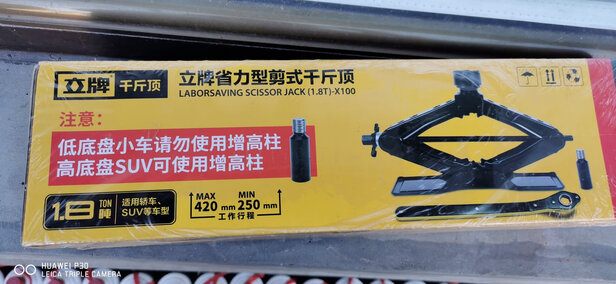 立牌 千斤顶
立牌省力型剪式千斤顶
LABORSAVING SCISSOR JACK (1.8T)-X100
注意：
低底盘小车请勿使用增高柱
高底盘SUV可使用增高柱
1.8 TON 吨
适用轿车、
SUV等车型
MAX MIN
420 mm 250 mm
工作行程
HUAWEI P30
LEICA TRIPLE CAMERA